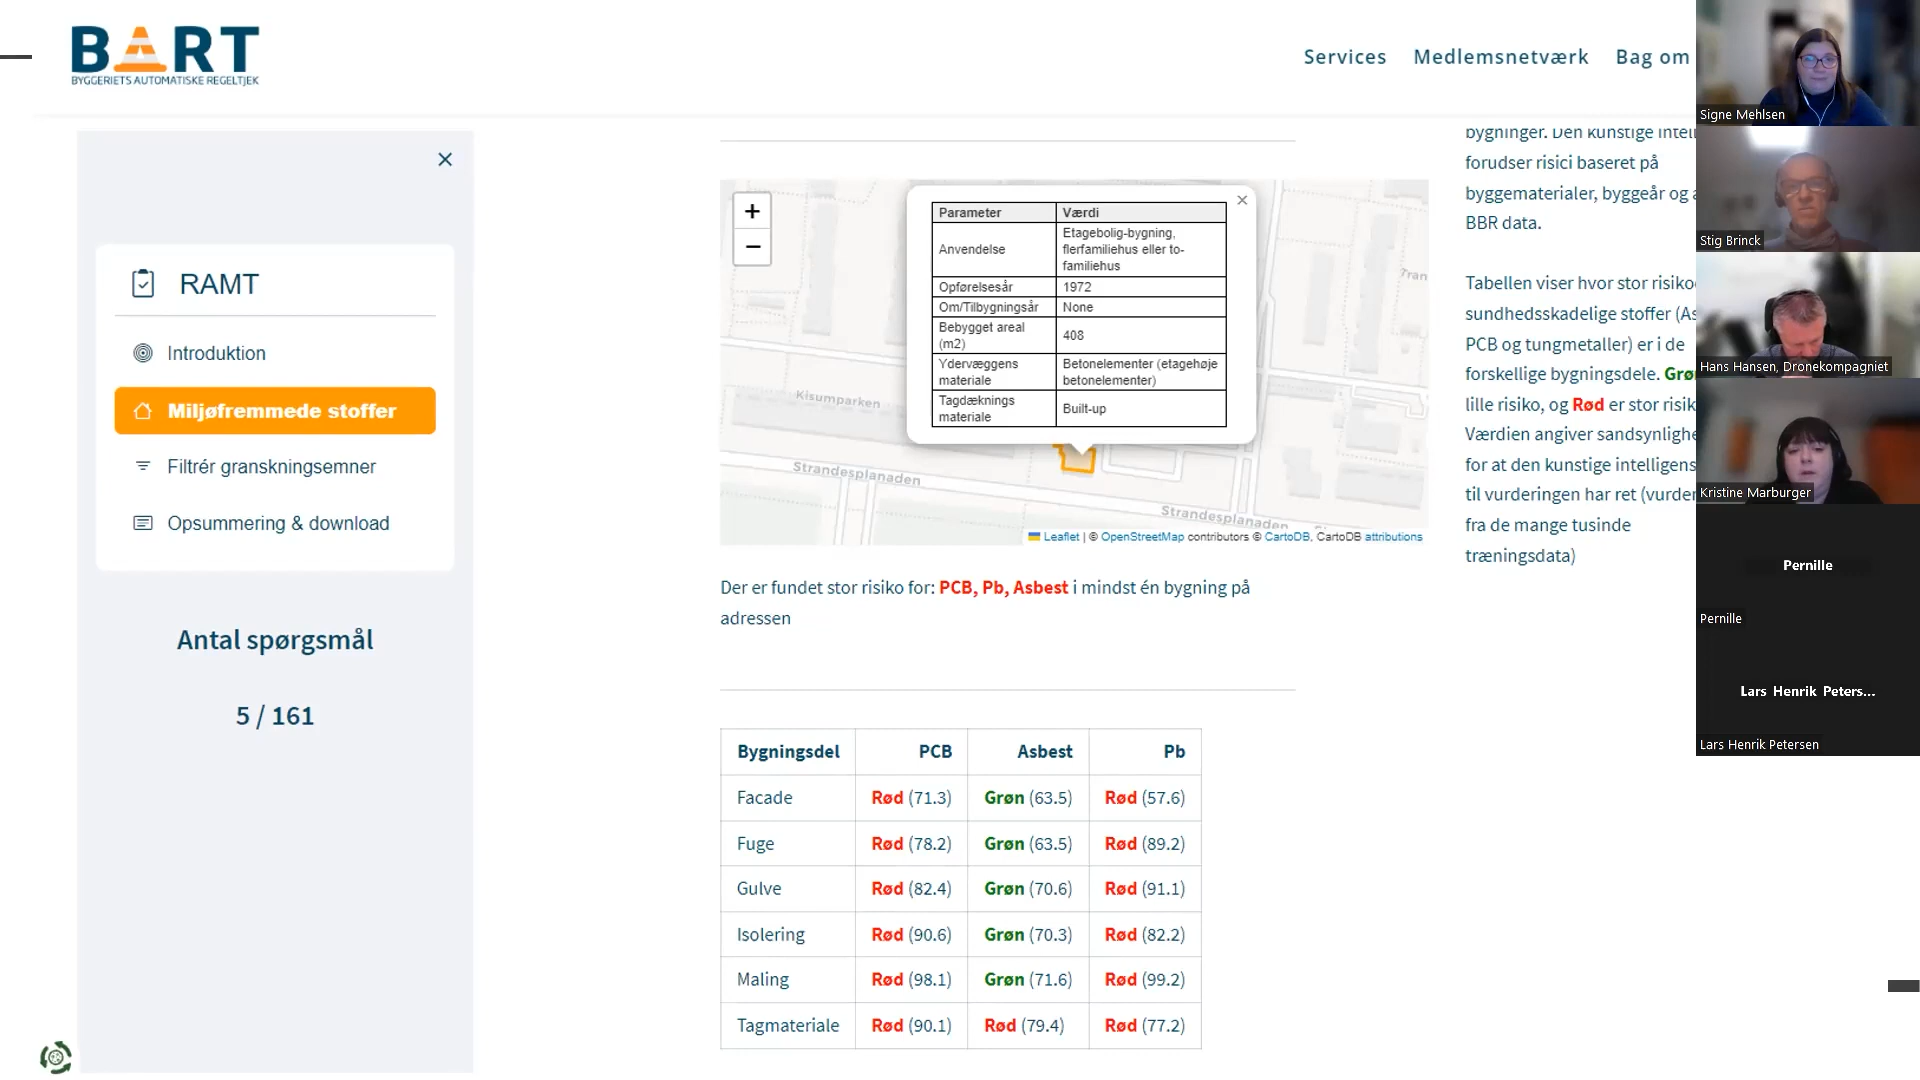 BART
BYGGERIETS AUTOMATISKE REGELTJEK
Services
Medlemsnetværk
Bag om
RAMT
Introduktion
Miljøfremmede stoffer
Filtrér granskningsemner
Opsummering & download
Antal spørgsmål
5 / 161
+
−
Parameter Værdi
Anvendelse Etagebolig-bygning, flerfamiliehus eller to-familiehus
Opførelsesår 1972
Om/Tilbygningsår None
Bebygget areal (m2) 408
Ydervæggens materiale Betonelementer (etagehøje betonelementer)
Tagdæknings materiale Built-up
Kisumparken
Tran
Strandesplanaden
Strandesplanaden
Leaflet | © OpenStreetMap contributors © CartoDB, CartoDB attributions
Der er fundet stor risiko for: PCB, Pb, Asbest i mindst én bygning på
adressen
Bygningsdel PCB Asbest Pb
Facade Rød (71.3) Grøn (63.5) Rød (57.6)
Fuge Rød (78.2) Grøn (63.5) Rød (89.2)
Gulve Rød (82.4) Grøn (70.6) Rød (91.1)
Isolering Rød (90.6) Grøn (70.3) Rød (82.2)
Maling Rød (98.1) Grøn (71.6) Rød (99.2)
Tagmateriale Rød (90.1) Rød (79.4) Rød (77.2)
bygninger. Den kunstige intel
forudser risici baseret på
byggematerialer, byggeår og a
BBR data.
Tabellen viser hvor stor risiko
sundhedsskadelige stoffer (As
PCB og tungmetaller) er i de
forskellige bygningsdele. Grø
lille risiko, og Rød er stor risik
Værdien angiver sandsynlighe
for at den kunstige intelligens
til vurderingen har ret (vurder
fra de mange tusinde
træningsdata)
Signe Mehlsen
Stig Brinck
Hans Hansen, Dronekompagniet
Kristine Marburger
Pernille
Pernille
Lars Henrik Peters...
Lars Henrik Petersen